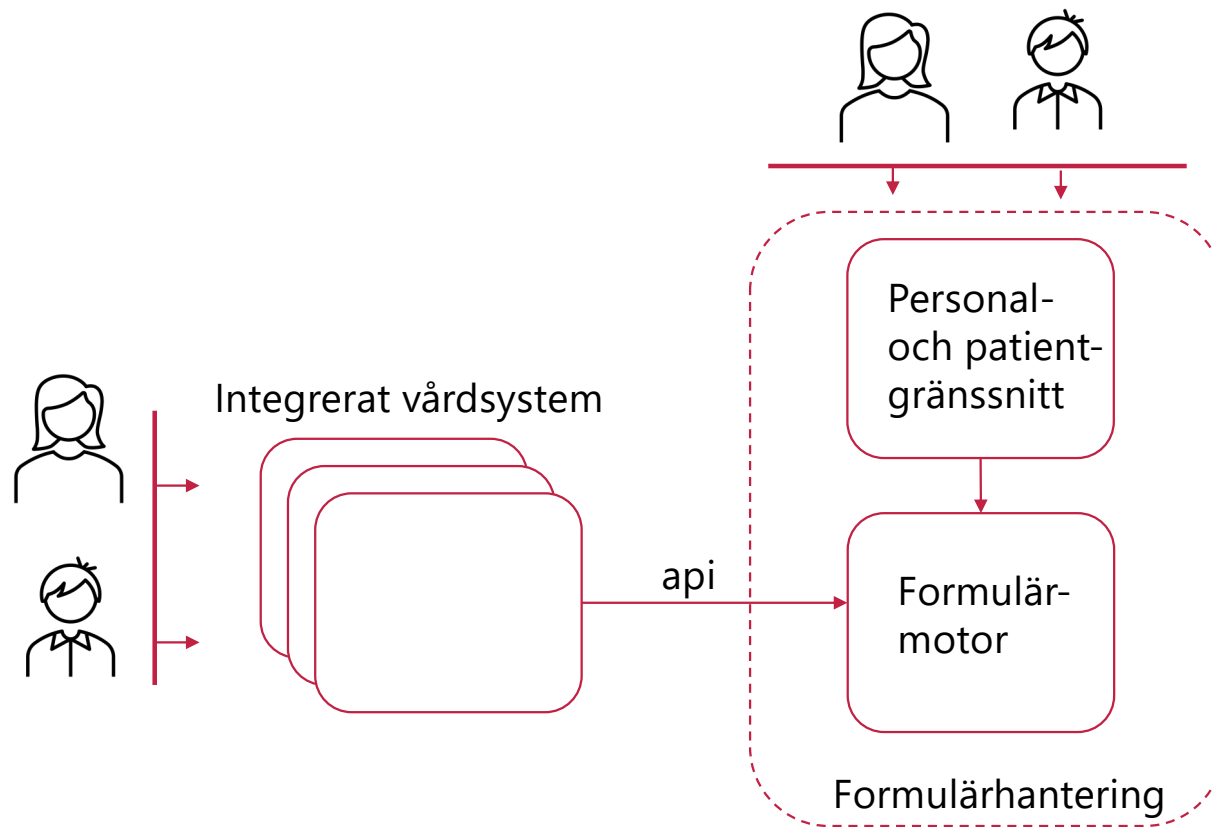 Personal-
och patient-
gränssnitt
Integrerat vårdsystem
api
Formulär-
motor
Formulärhantering